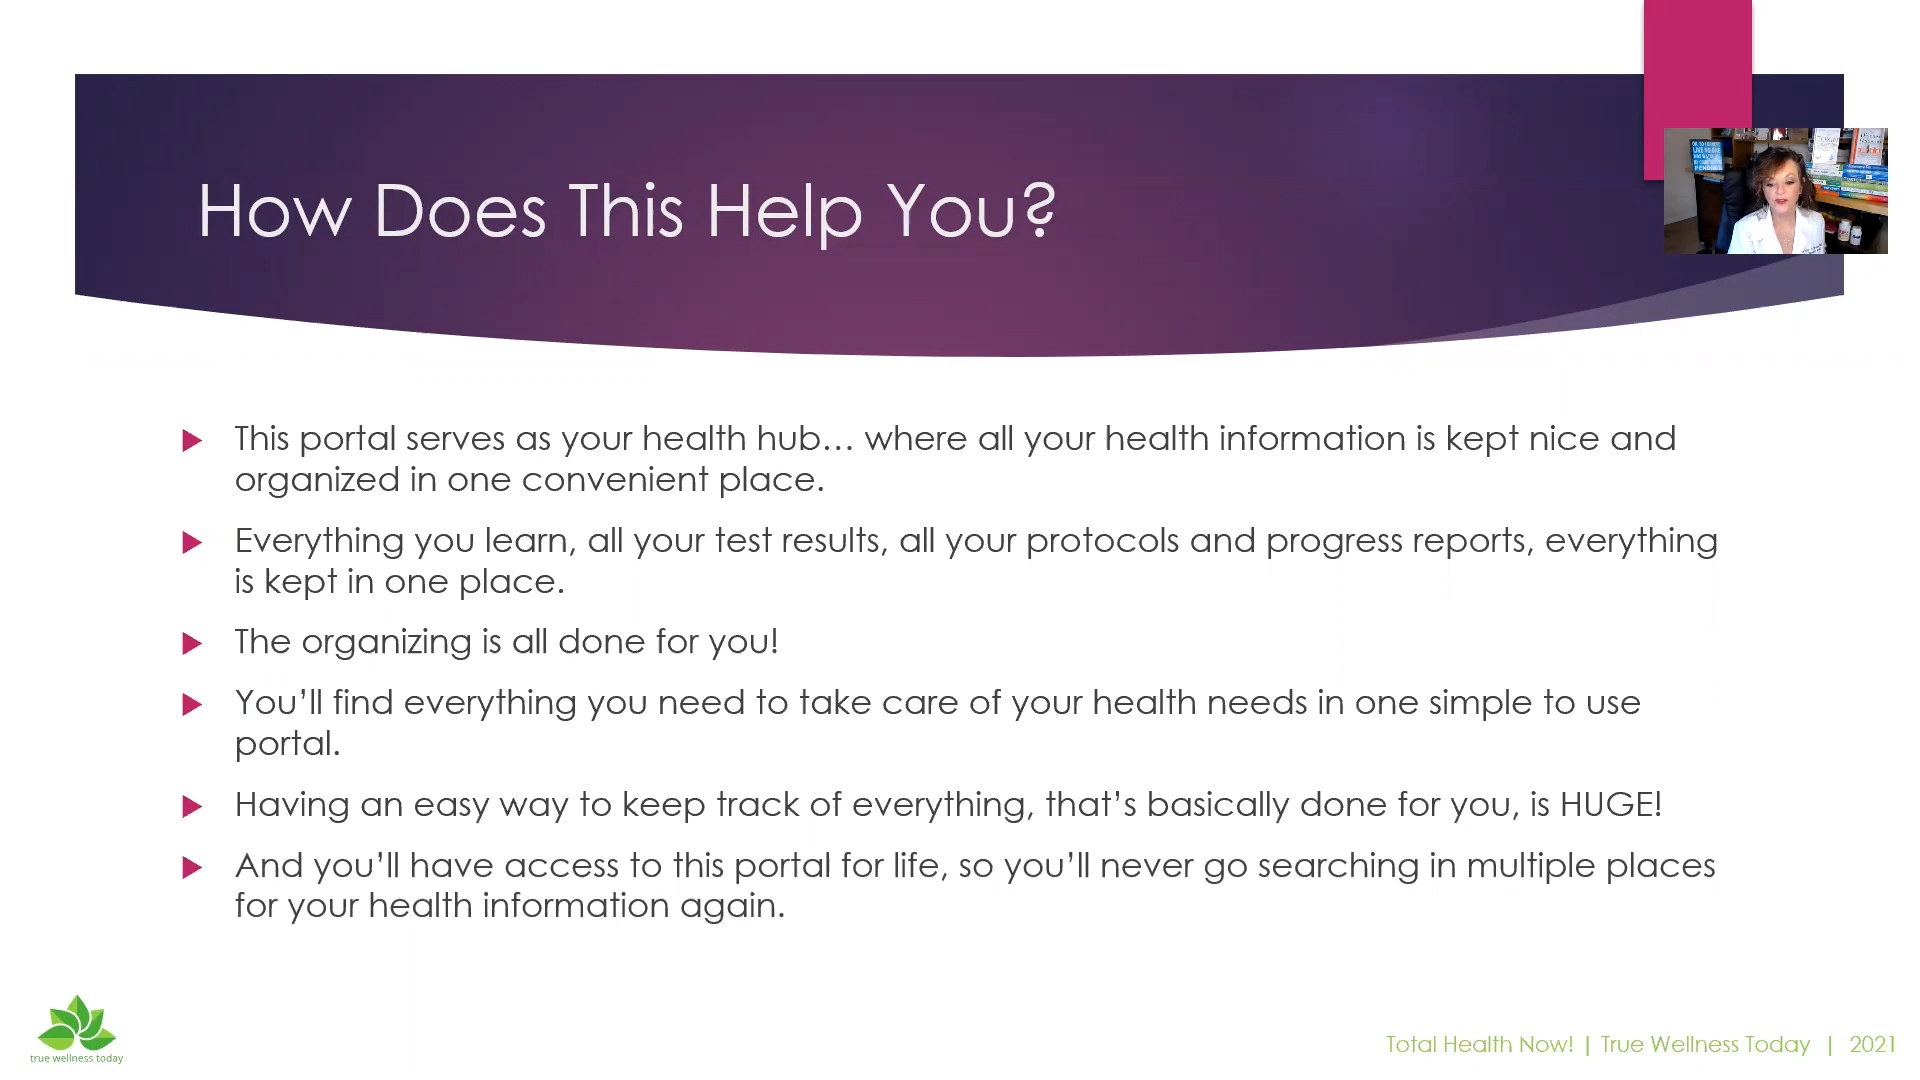 How Does This Help You?
This portal serves as your health hub… where all your health information is kept nice and
organized in one convenient place.
Everything you learn, all your test results, all your protocols and progress reports, everything
is kept in one place.
The organizing is all done for you!
You’ll find everything you need to take care of your health needs in one simple to use
portal.
Having an easy way to keep track of everything, that’s basically done for you, is HUGE!
And you’ll have access to this portal for life, so you’ll never go searching in multiple places
for your health information again.
true wellness today
Total Health Now! | True Wellness Today | 2021